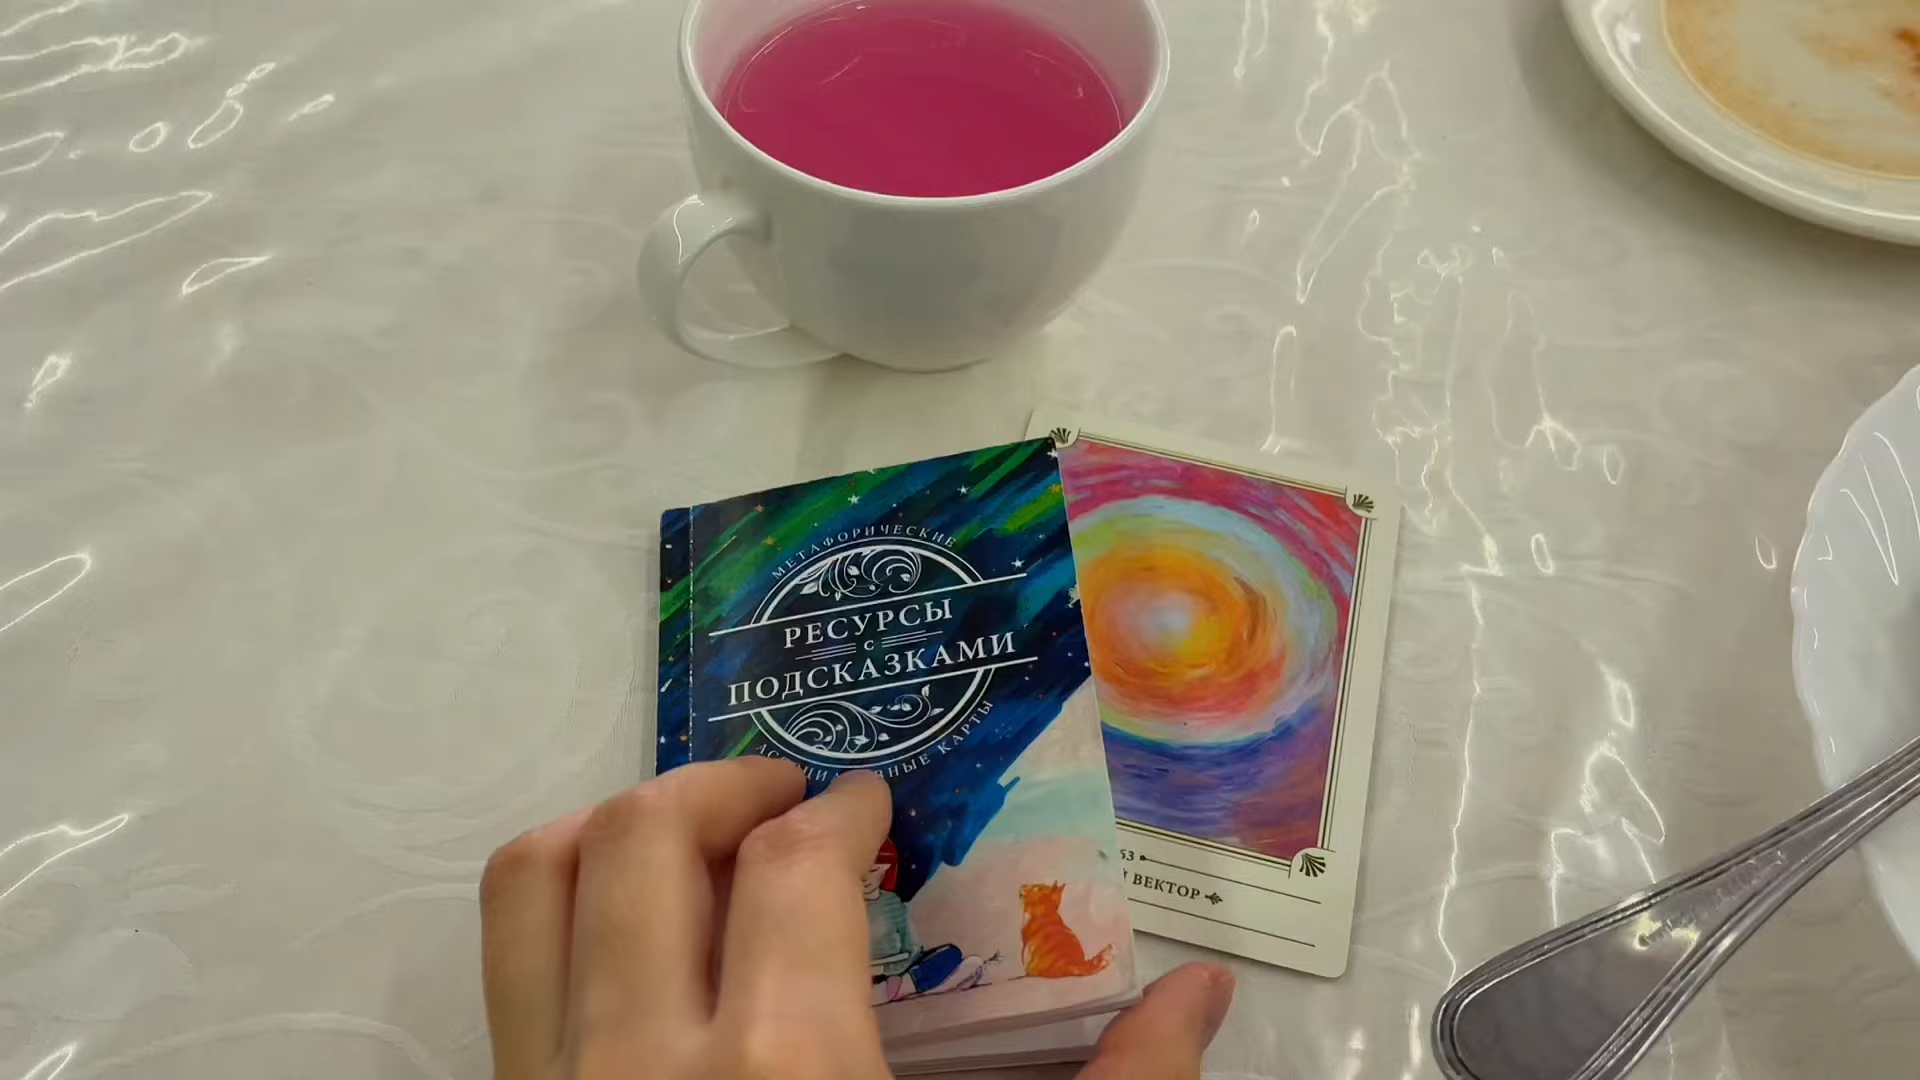 МЕТАФОРИЧЕСКИЕ
РЕСУРСЫ
С
ПОДСКАЗКАМИ
КАРТЫ
53
ВЕКТОР